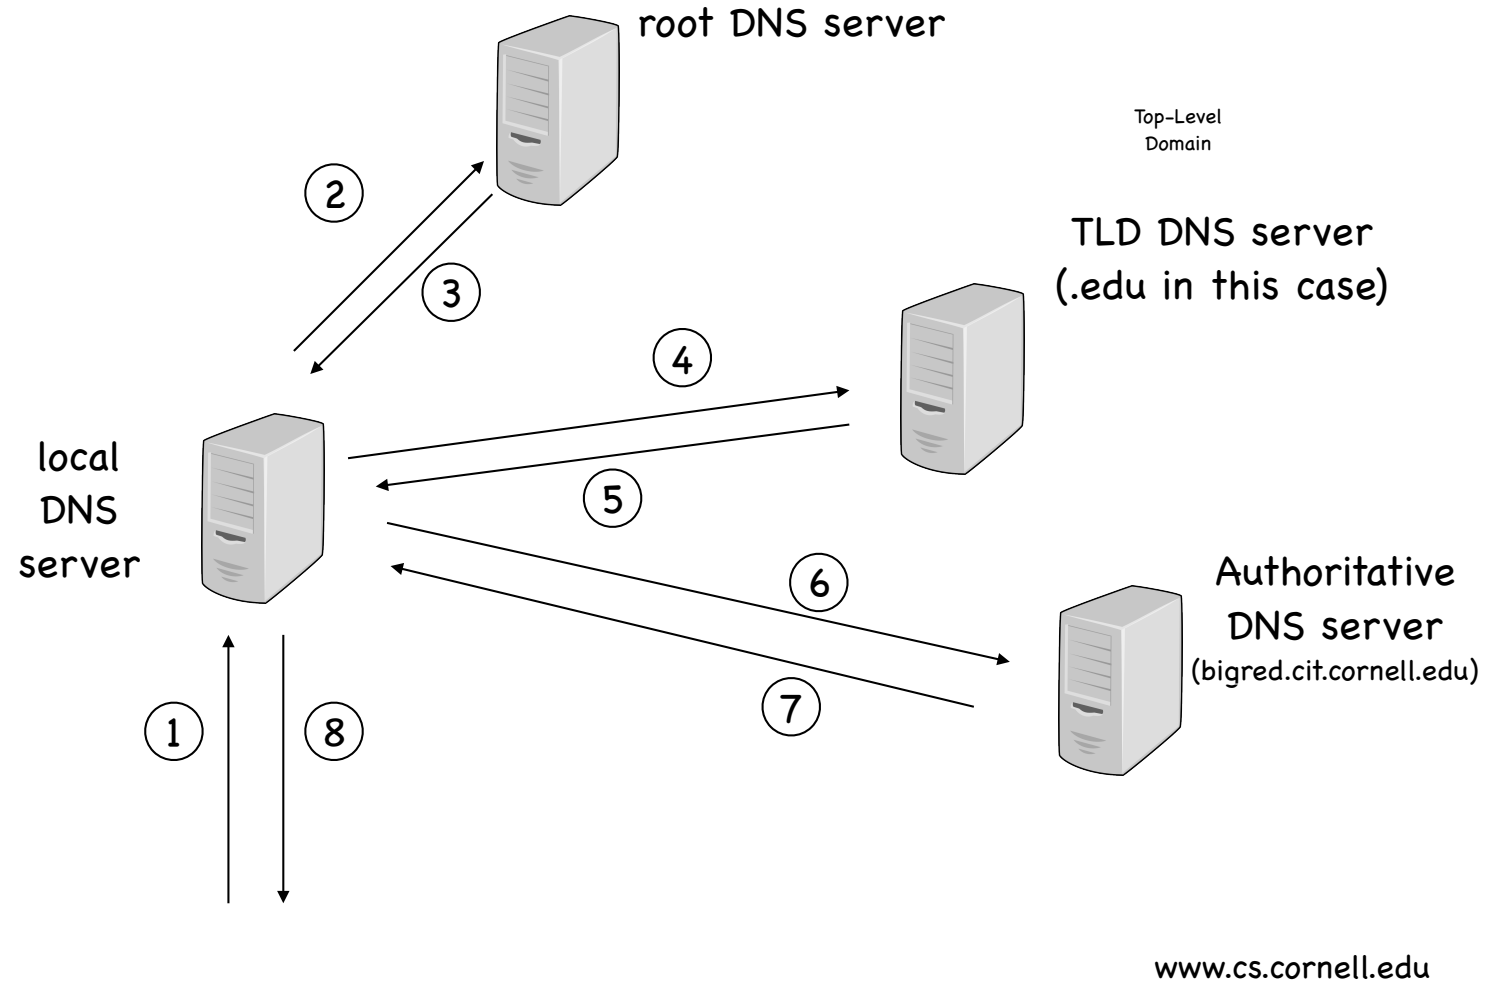 root DNS server
Top-Level
Domain
TLD DNS server
(.edu in this case)
2
3
4
5
local
DNS
server
6
7
Authoritative
DNS server
(bigred.cit.cornell.edu)
1
8
www.cs.cornell.edu